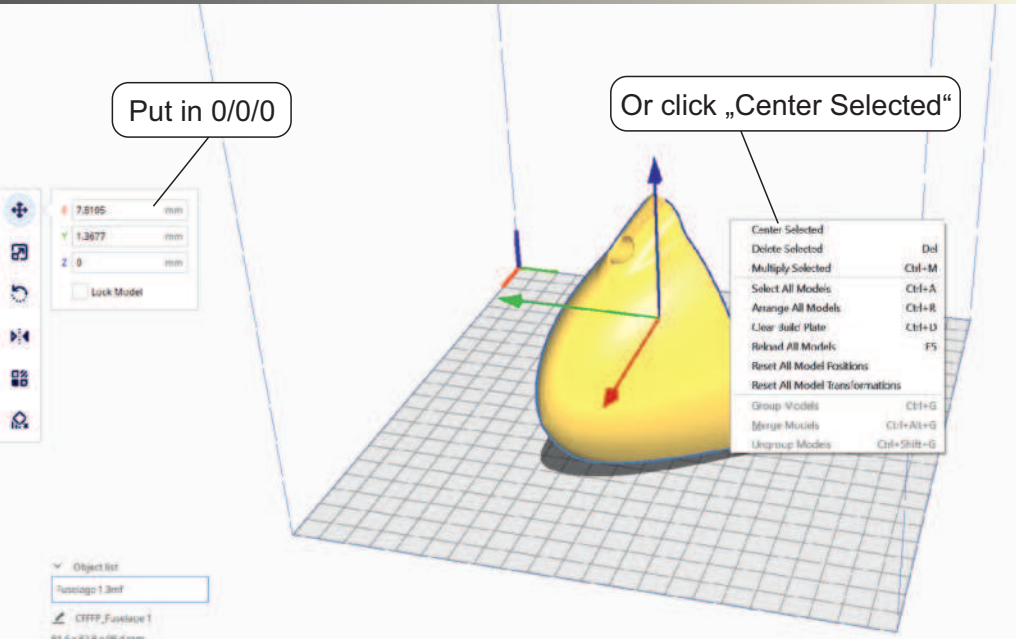 Put in 0/0/0
Or click „Center Selected“
X 7.8105 mm
Y 1.3677 mm
Z 0 mm
Lock Model
Center Selected
Delete Selected Del
Multiply Selected Ctrl+M
Select All Models Ctrl+A
Arrange All Models Ctrl+R
Clear Build Plate Ctrl+D
Reload All Models F5
Reset All Model Positions
Reset All Model Transformations
Group Models Ctrl+G
Merge Models Ctrl+Alt+G
Ungroup Models Ctrl+Shift+G
Object list
Fuselage 1.3mf
Fuselage 1